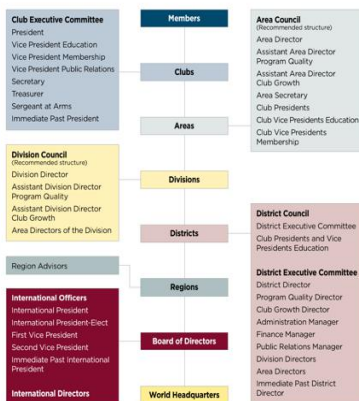 Club Executive Committee
President
Vice President Education
Vice President Membership
Vice President Public Relations
Secretary
Treasurer
Sergeant at Arms
Immediate Past President
Members
Clubs
Areas
Area Council
(Recommended structure)
Area Director
Assistant Area Director
Program Quality
Assistant Area Director
Club Growth
Area Secretary
Club Presidents
Club Vice Presidents Education
Club Vice Presidents
Membership
Division Council
(Recommended structure)
Division Director
Assistant Division Director
Program Quality
Assistant Division Director
Club Growth
Area Directors of the Division
Divisions
Districts
District Council
District Executive Committee
Club Presidents and Vice
Presidents Education
District Executive Committee
District Director
Program Quality Director
Club Growth Director
Administration Manager
Finance Manager
Public Relations Manager
Division Directors
Area Directors
Immediate Past District
Director
Region Advisors
Regions
International Officers
International President
International President-Elect
First Vice President
Second Vice President
Immediate Past International
President
International Directors
Board of Directors
World Headquarters